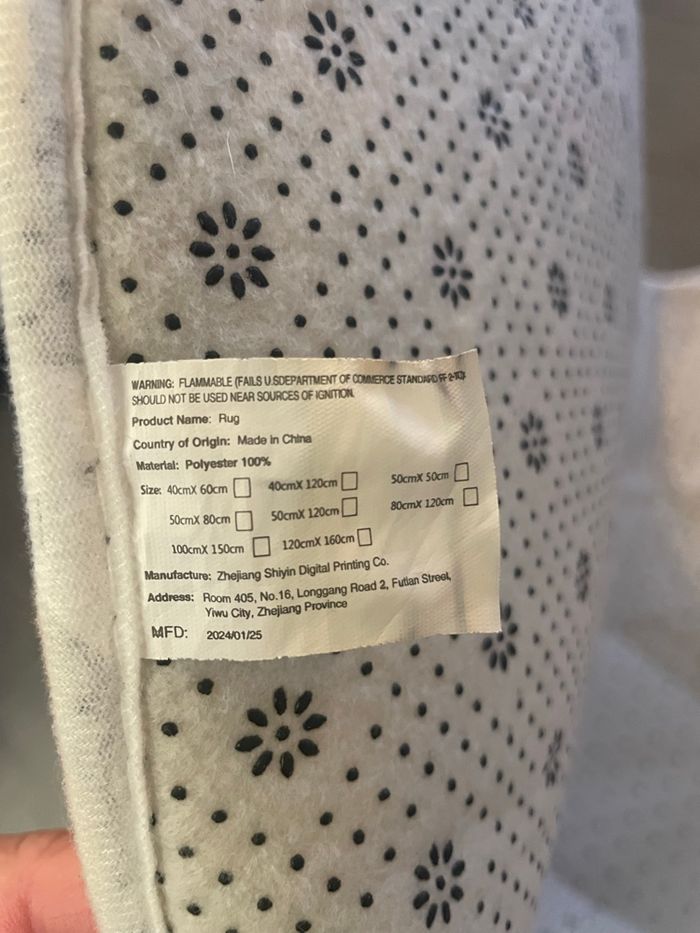 WARNING: FLAMMABLE (FAILS U.SDEPARTMENT OF COMMERCE STANDARD FF 2-70)
SHOULD NOT BE USED NEAR SOURCES OF IGNITION.
Product Name: Rug
Country of Origin: Made in China
Material: Polyester 100%
Size: 40cmX 60cm 40cmX 120cm 50cmX 50cm
50cmX 80cm 50cmX 120cm 80cmX 120cm
100cmX 150cm 120cmX 160cm
Manufacture: Zhejiang Shiyin Digital Printing Co.
Address: Room 405, No.16, Longgang Road 2, Futian Street,
Yiwu City, Zhejiang Province
MFD: 2024/01/25